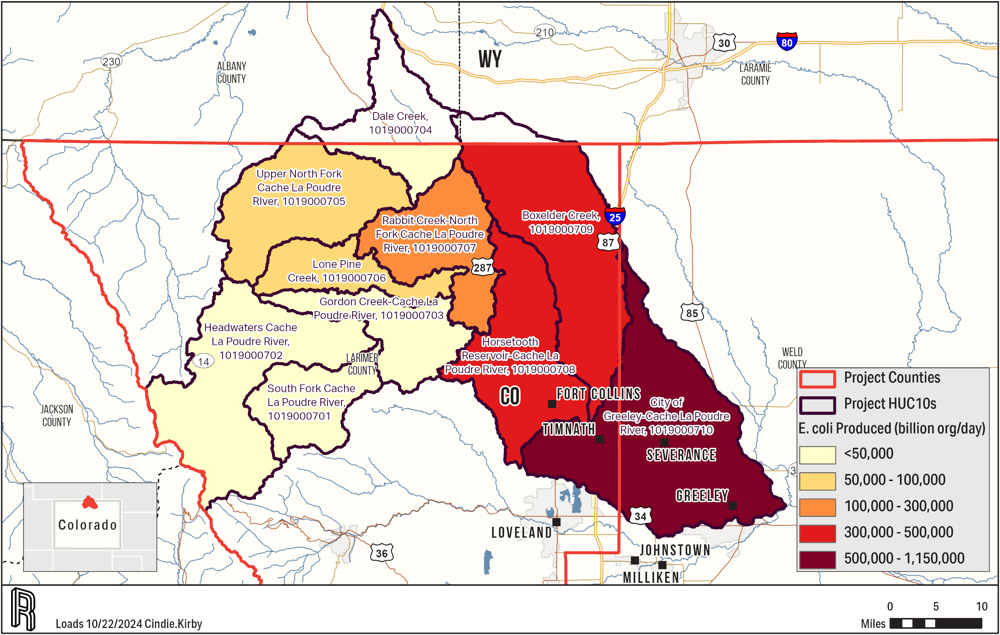 210
30
80
WY
230
ALBANY
COUNTY
LARAMIE
COUNTY
Dale Creek,
1019000704
Upper North Fork
Cache La Poudre
RIver, 1019000705
Boxelder Creek,
1019000709
25
Rabbit Creek-North
Fork Cache La Poudre
River, 1019000707
87
287
Lone Pine
Creek, 1019000706
Gordon Creek-Cache La
Poudre River, 1019000703
85
Headwaters Cache
La Poudre River,
1019000702
14
LARIMER
COUNTY
Horsetooth
Reservoir-Cache La
Poudre River, 1019000708
WELD
COUNTY
South Fork Cache
La Poudre River,
1019000701
CO
FORT COLLINS
City of
Greeley-Cache La Poudre
River, 1019000710
JACKSON
COUNTY
TIMNATH
SEVERANCE
GREELEY
34
LOVELAND
36
JOHNSTOWN
MILLIKEN
Colorado
Project Counties
Project HUC10s
E. coli Produced (billion org/day)
<50,000
50,000 - 100,000
100,000 - 300,000
300,000 - 500,000
500,000 - 1,150,000
3
R
Loads 10/22/2024 Cindie.Kirby
0 5 10
Miles